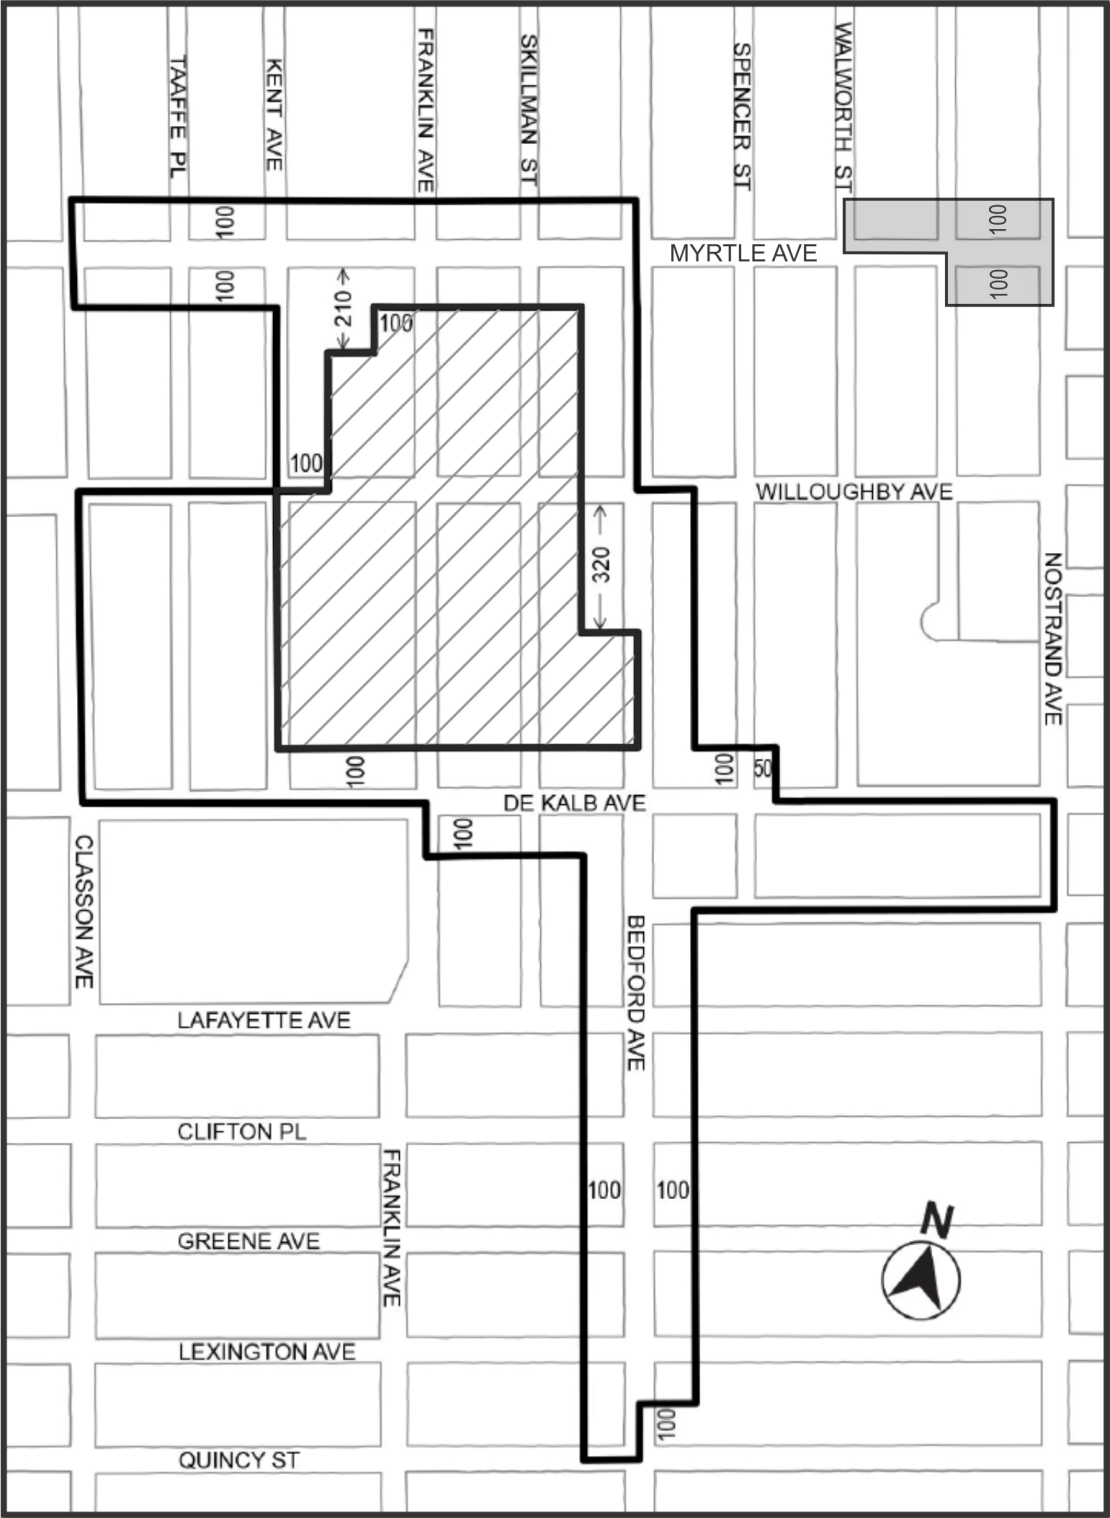 TAAFFE PL
KENT AVE
FRANKLIN AVE
SKILLMAN ST
SPENCER ST
WALWORTH ST
100
100
MYRTLE AVE
100
100
210
100
100
WILLOUGHBY AVE
320
NOSTRAND AVE
100
100
50
DE KALB AVE
100
CLASSON AVE
BEDFORD AVE
LAFAYETTE AVE
CLIFTON PL
FRANKLIN AVE
100
100
N
GREENE AVE
LEXINGTON AVE
100
QUINCY ST